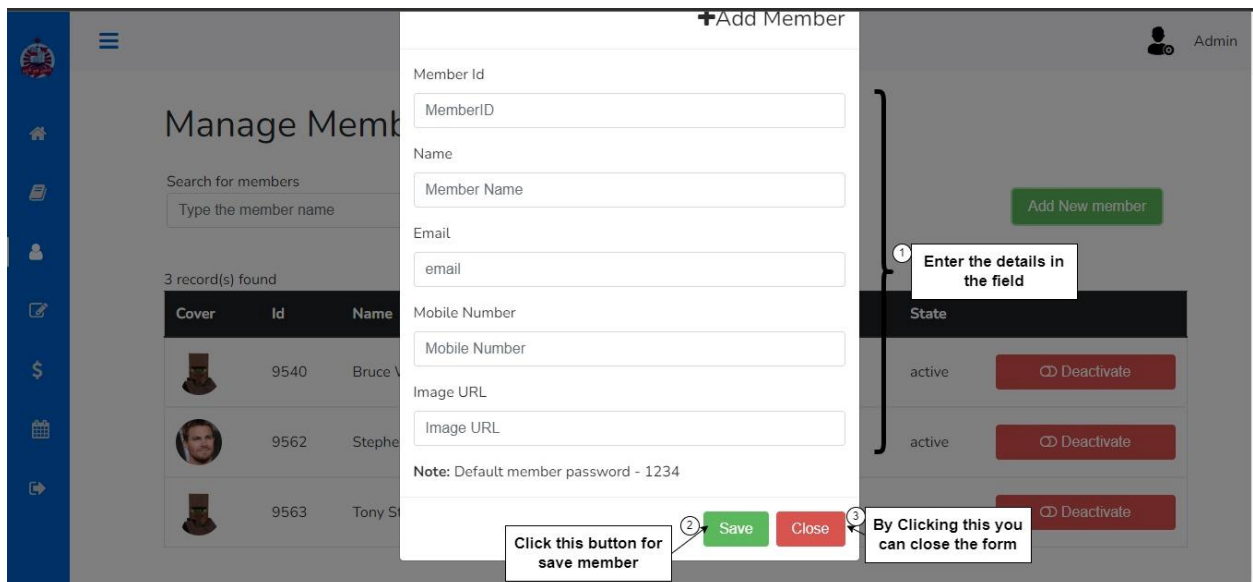 +Add Member
Admin
Manage Memb
Member Id
MemberID
Name
Member Name
Email
email
Mobile Number
Mobile Number
Image URL
Image URL
Note: Default member password - 1234
Save
Close
Search for members
Type the member name
Add New member
3 record(s) found
Cover Id Name State
9540 Bruce active Deactivate
9562 Stephe active Deactivate
9563 Tony St Deactivate
1
Enter the details in
the field
2
Click this button for
save member
3
By Clicking this you
can close the form